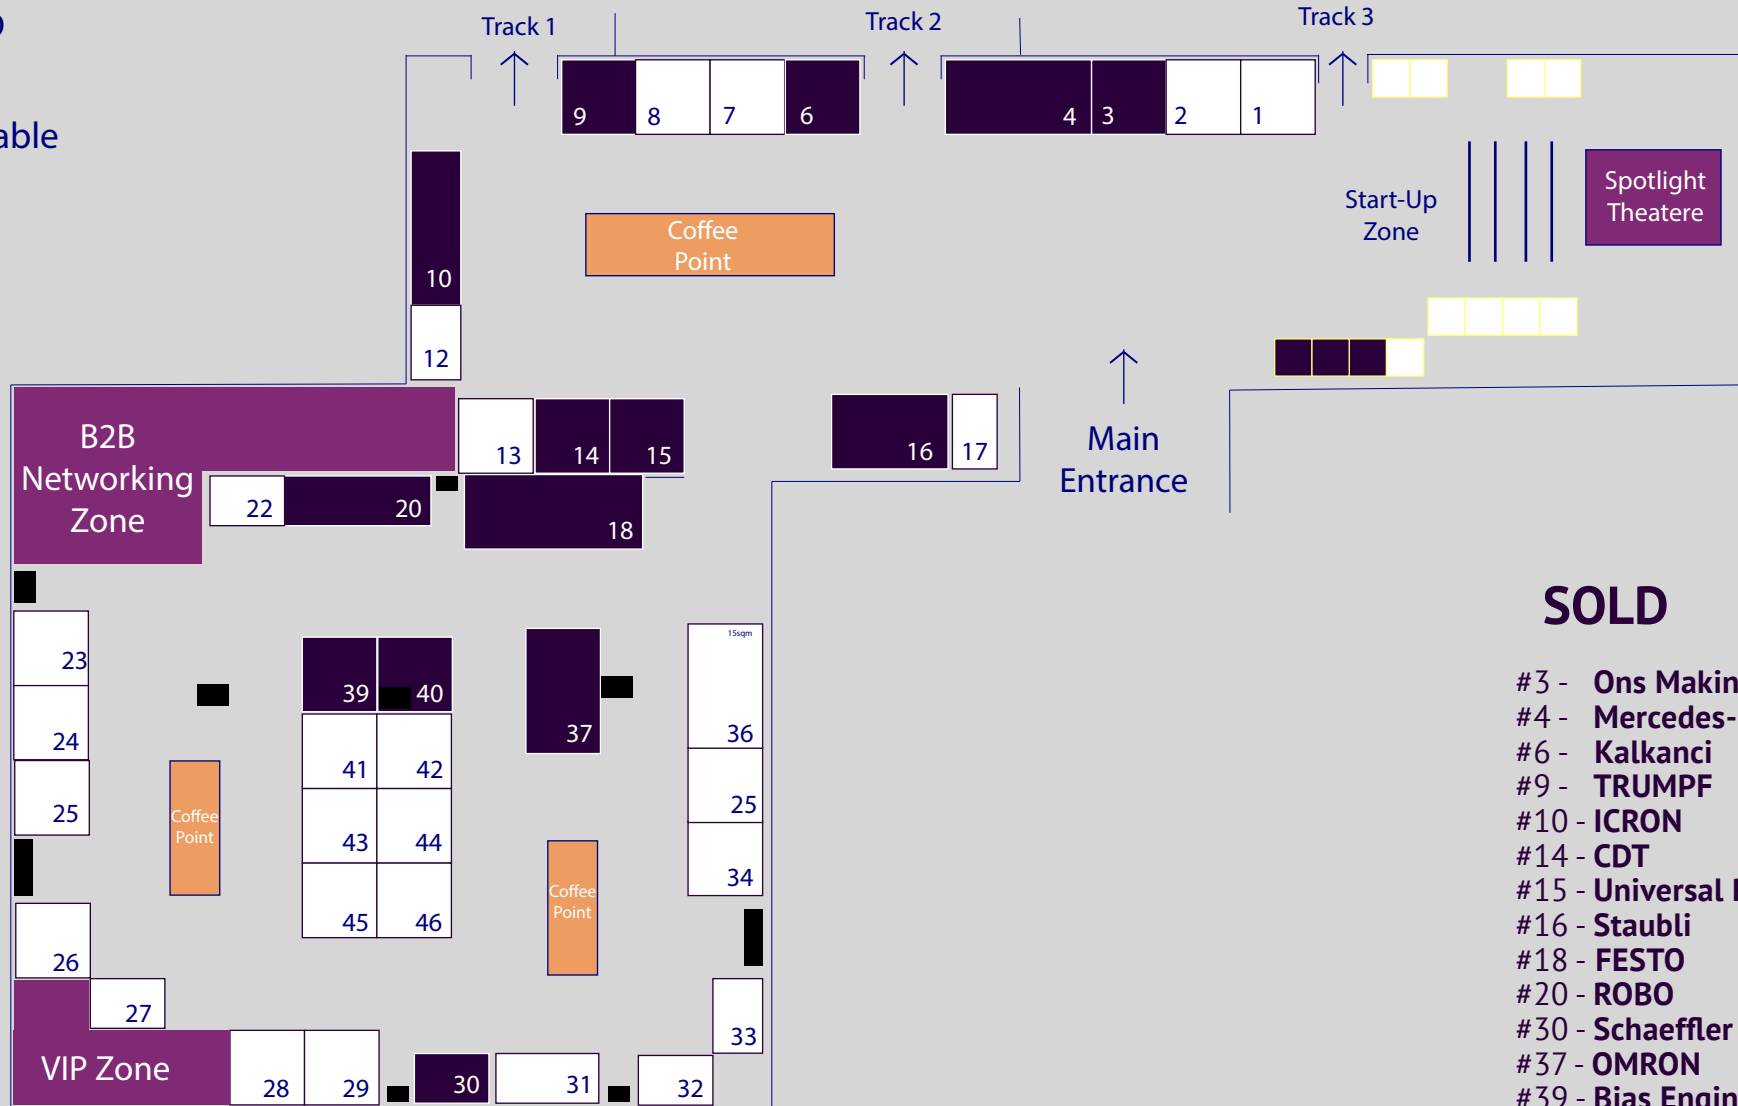 Track 1
Track 2
Track 3
able
9
8
7
6
4
3
2
1
Start-Up
Zone
Spotlight
Theatere
Coffee
Point
10
12
B2B
Networking
Zone
13
14
15
16
17
Main
Entrance
22
20
18
SOLD
#3 - Ons Makin
#4 - Mercedes-
#6 - Kalkanci
#9 - TRUMPF
#10 - ICRON
#14 - CDT
#15 - Universal
#16 - Staubli
#18 - FESTO
#20 - ROBO
#30 - Schaeffler
#37 - OMRON
#39 - Bias Engin
23
24
25
39
40
37
15sqm
36
41
42
25
43
44
34
45
46
Coffee
Point
Coffee
Point
26
27
33
VIP Zone
28
29
30
31
32